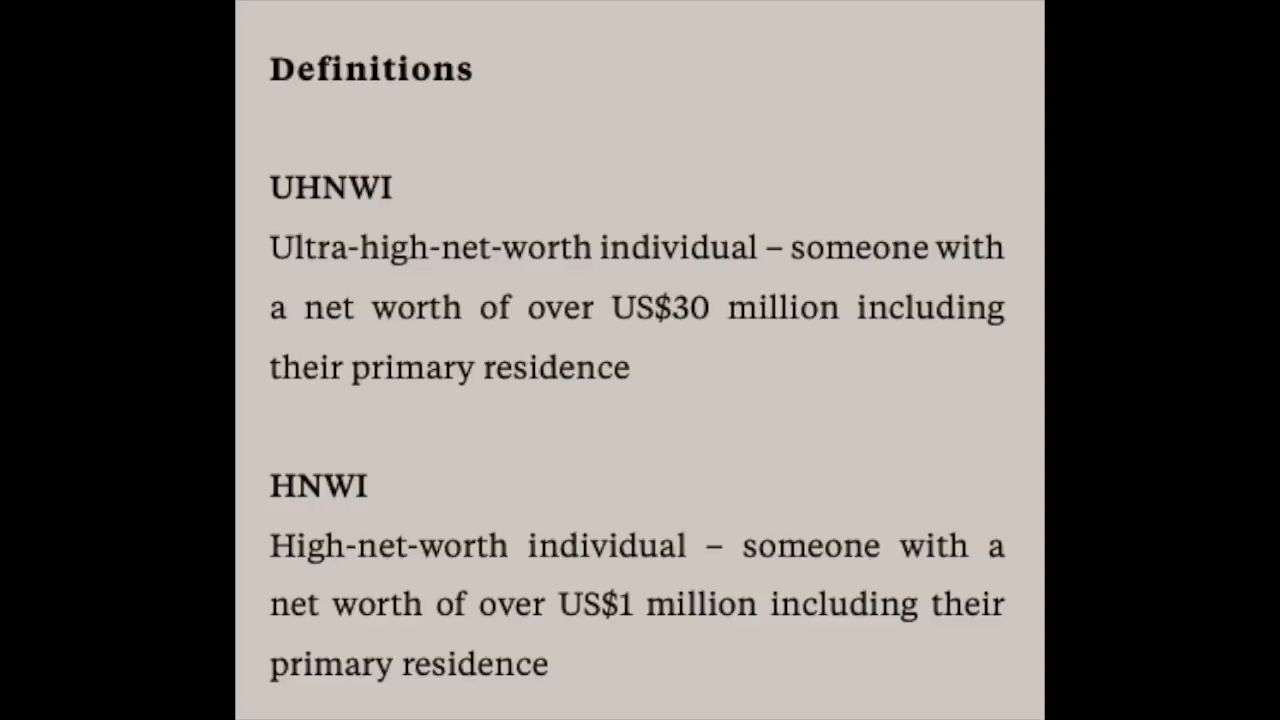 Definitions
UHNWI
Ultra-high-net-worth individual – someone with
a net worth of over US$30 million including
their primary residence
HNWI
High-net-worth individual – someone with a
net worth of over US$1 million including their
primary residence